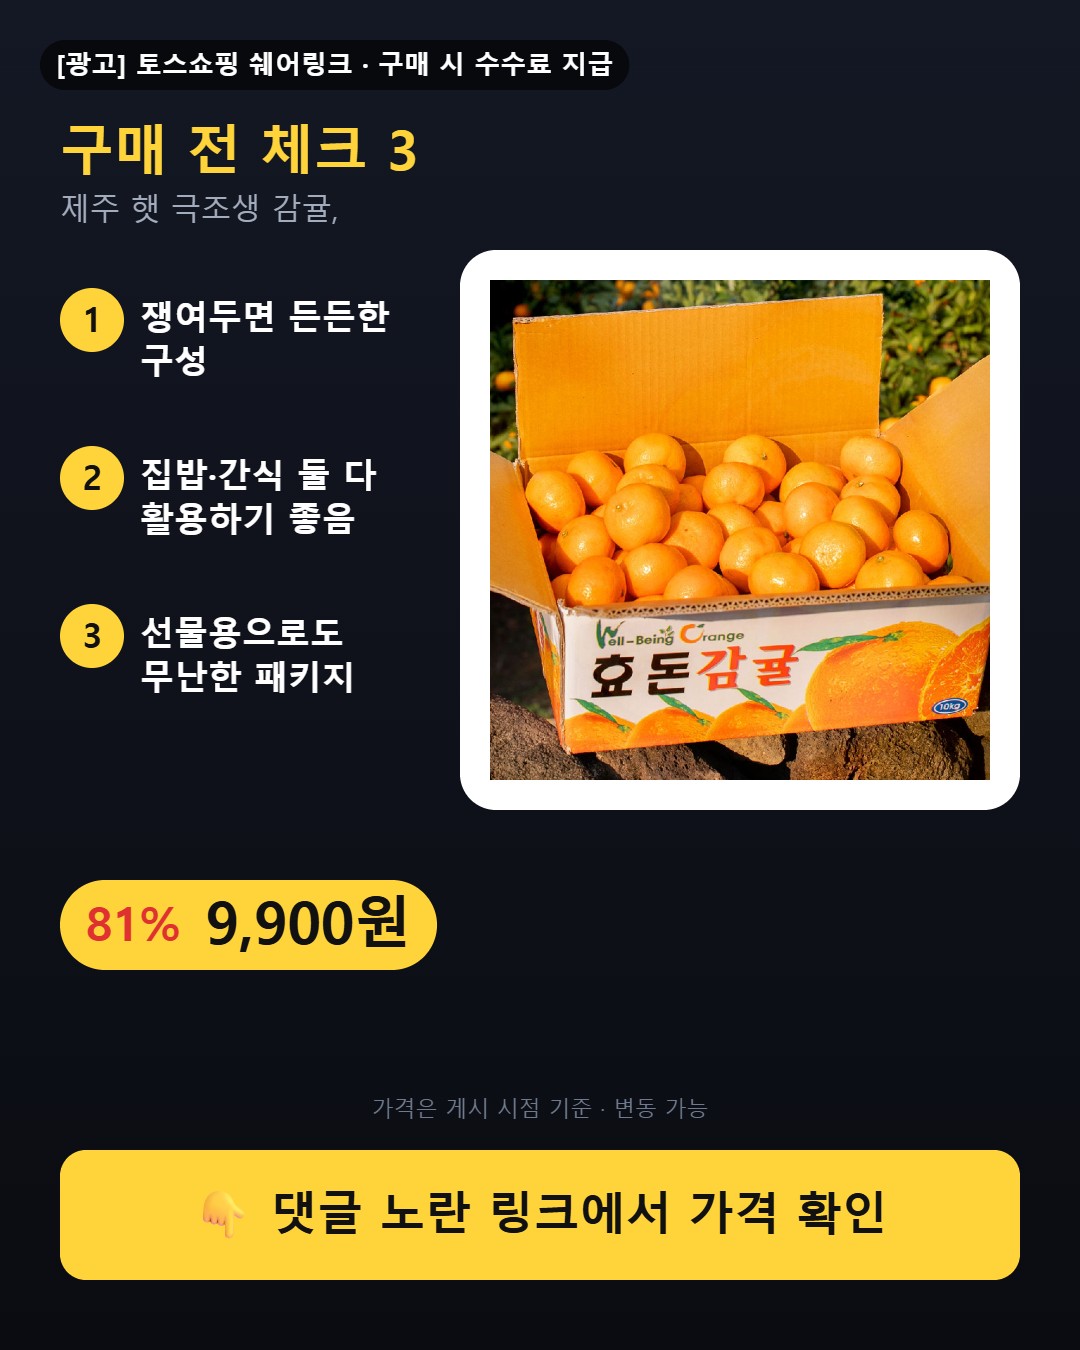 [광고] 토스쇼핑 쉐어링크 · 구매 시 수수료 지급
구매 전 체크 3
제주 햇 극조생 감귤,
1 쟁여두면 든든한
구성
2 집밥·간식 둘 다
활용하기 좋음
3 선물용으로도
무난한 패키지
Well-Being Orange
효돈감귤
10kg
81% 9,900원
가격은 게시 시점 기준 · 변동 가능
👇 댓글 노란 링크에서 가격 확인